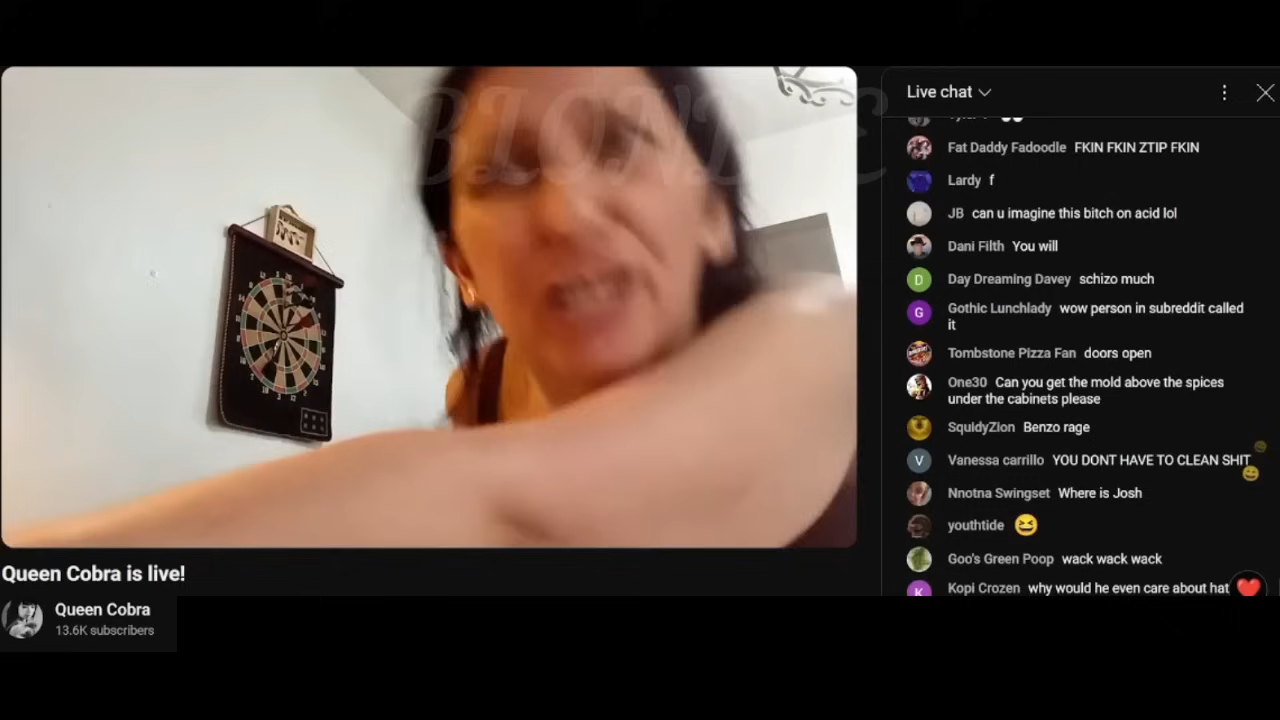 BLONDIE
Live chat
Fat Daddy Fadoodle FKIN FKIN ZTIP FKIN
Lardy f
JB can u imagine this bitch on acid lol
Dani Filth You will
D Day Dreaming Davey schizo much
G Gothic Lunchlady wow person in subreddit called
it
Tombstone Pizza Fan doors open
One30 Can you get the mold above the spices
under the cabinets please
SquidyZion Benzo rage
V Vanessa carrillo YOU DONT HAVE TO CLEAN SHIT
Nnotna Swingset Where is Josh
youthtide
Goo's Green Poop wack wack wack
K Kopi Crozen why would he even care about hat
Queen Cobra is live!
Queen Cobra
13.6K subscribers